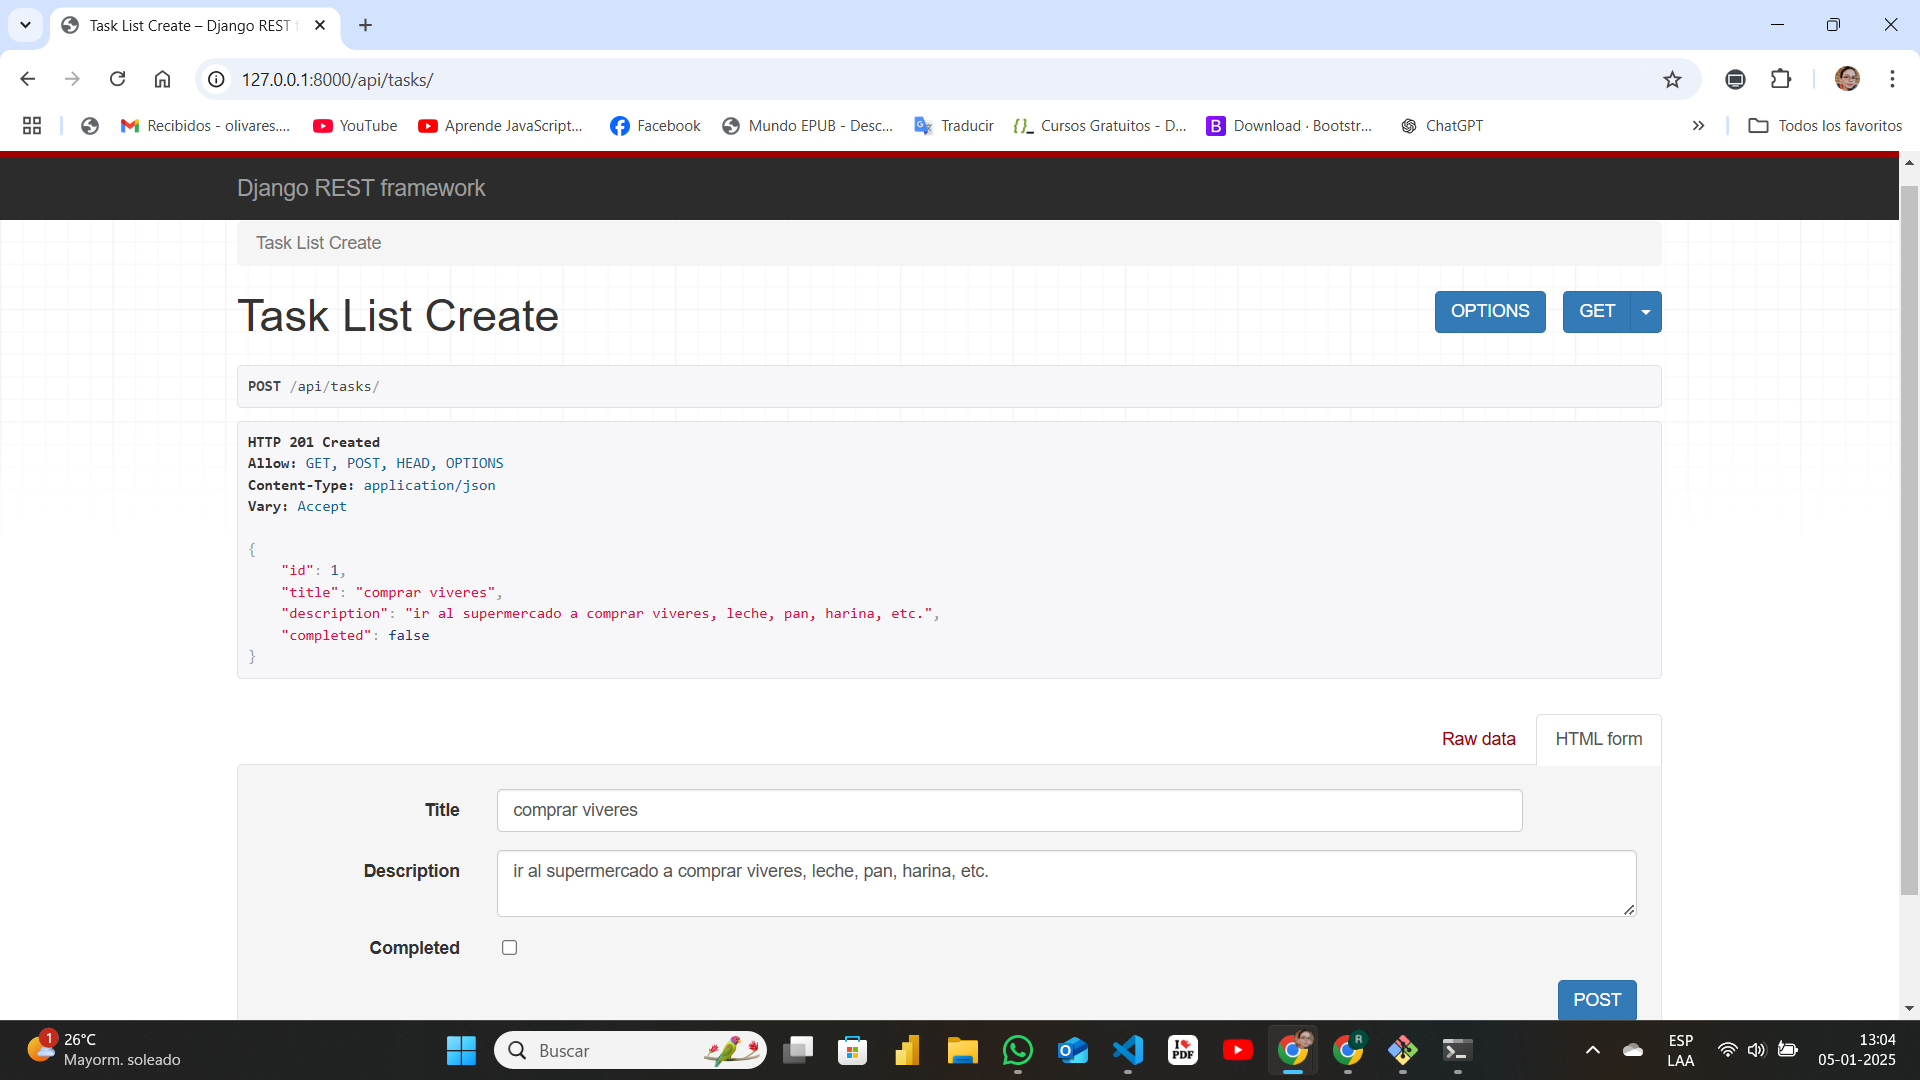 Task List Create – Django REST f
127.0.0.1:8000/api/tasks/
Recibidos - olivares....
YouTube
Aprende JavaScript...
Facebook
Mundo EPUB - Desc...
Traducir
Cursos Gratuitos - D...
Download · Bootstr...
ChatGPT
Todos los favoritos
Django REST framework
Task List Create
Task List Create
OPTIONS
GET
POST /api/tasks/
HTTP 201 Created
Allow: GET, POST, HEAD, OPTIONS
Content-Type: application/json
Vary: Accept
{
"id": 1,
"title": "comprar viveres",
"description": "ir al supermercado a comprar viveres, leche, pan, harina, etc.",
"completed": false
}
Raw data
HTML form
Title
comprar viveres
Description
ir al supermercado a comprar viveres, leche, pan, harina, etc.
Completed
POST
1
26°C
Mayorm. soleado
Buscar
I ♥
PDF
R
ESP
LAA
13:04
05-01-2025